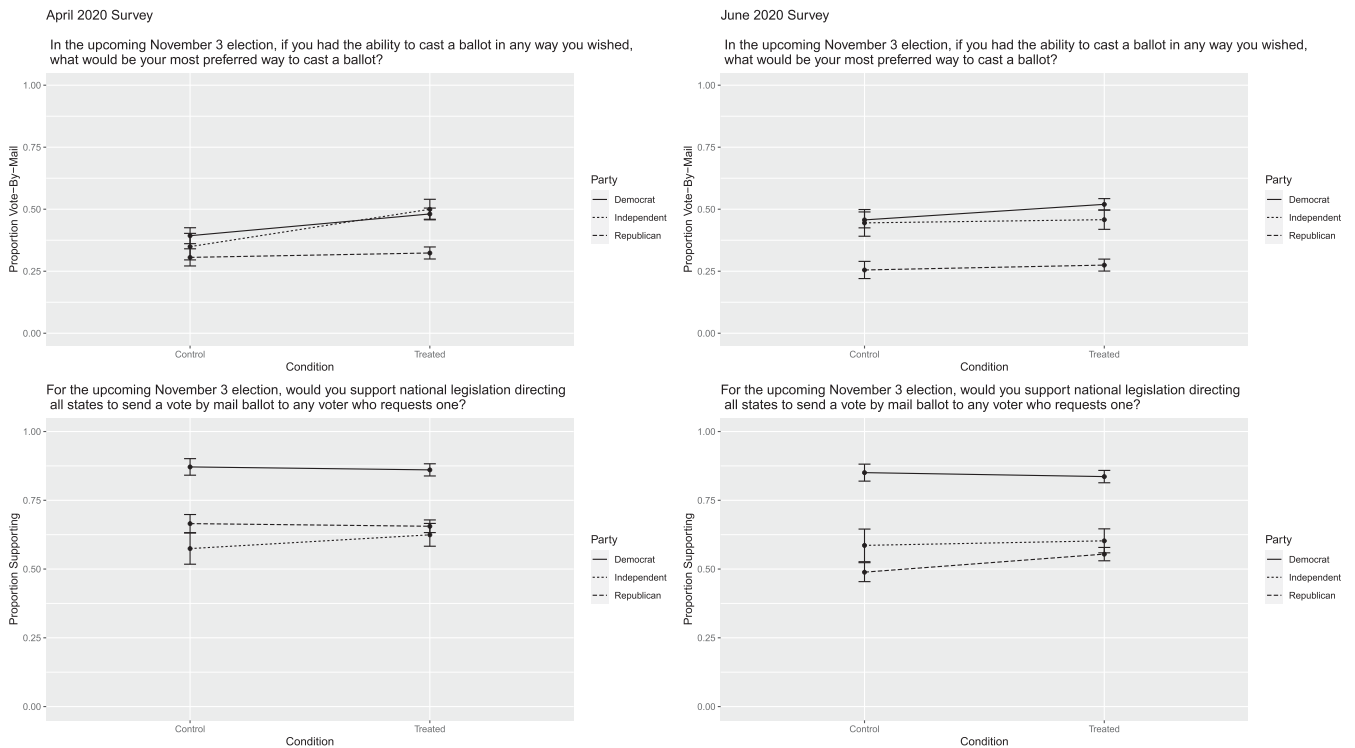 April 2020 Survey
In the upcoming November 3 election, if you had the ability to cast a ballot in any way you wished,
what would be your most preferred way to cast a ballot?
1.00
0.75
0.50
0.25
0.00
Proportion Vote−By−Mail
Control
Treated
Condition
Party
Democrat
Independent
Republican
June 2020 Survey
In the upcoming November 3 election, if you had the ability to cast a ballot in any way you wished,
what would be your most preferred way to cast a ballot?
1.00
0.75
0.50
0.25
0.00
Proportion Vote−By−Mail
Control
Treated
Condition
Party
Democrat
Independent
Republican
For the upcoming November 3 election, would you support national legislation directing
all states to send a vote by mail ballot to any voter who requests one?
1.00
0.75
0.50
0.25
0.00
Proportion Supporting
Control
Treated
Condition
Party
Democrat
Independent
Republican
For the upcoming November 3 election, would you support national legislation directing
all states to send a vote by mail ballot to any voter who requests one?
1.00
0.75
0.50
0.25
0.00
Proportion Supporting
Control
Treated
Condition
Party
Democrat
Independent
Republican